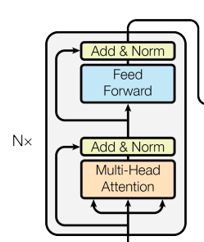 Add & Norm
Feed
Forward
N×
Add & Norm
Multi-Head
Attention